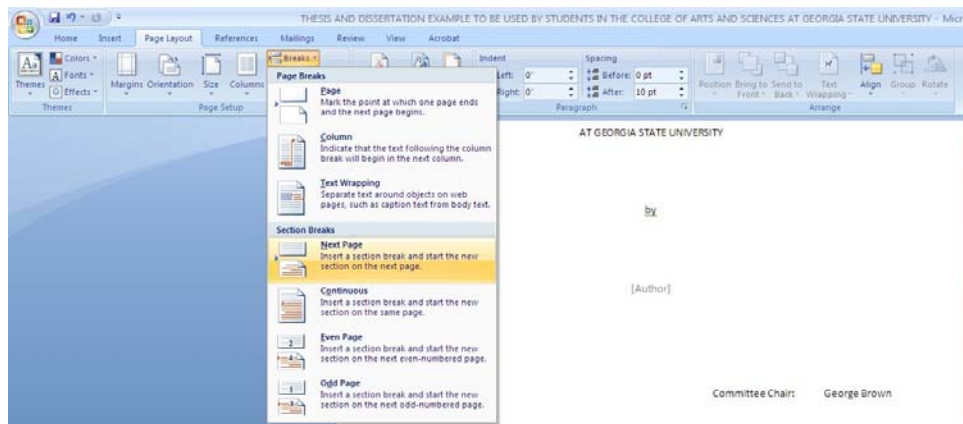 THESIS AND DISSERTATION EXAMPLE TO BE USED BY STUDENTS IN THE COLLEGE OF ARTS AND SCIENCES AT GEORGIA STATE UNIVERSITY - Micr
Home Insert Page Layout References Mailings Review View Acrobat
Colors Breaks Indent Spacing
Aa A Fonts Left: 0" Before: 0 pt
Themes Effects Margins Orientation Size Columns Right: 0" After: 10 pt Position Bring to Front Send to Back Text Wrapping Align Group Rotate
Themes Page Setup Paragraph Arrange
Page Breaks
Page
Mark the point at which one page ends
and the next page begins.
Column
Indicate that the text following the column
break will begin in the next column.
Text Wrapping
Separate text around objects on web
pages, such as caption text from body text.
Section Breaks
Next Page
Insert a section break and start the new
section on the next page.
Continuous
Insert a section break and start the new
section on the same page.
Even Page
Insert a section break and start the new
section on the next even-numbered page.
Odd Page
Insert a section break and start the new
section on the next odd-numbered page.
AT GEORGIA STATE UNIVERSITY
by
[Author]
Committee Chair: George Brown